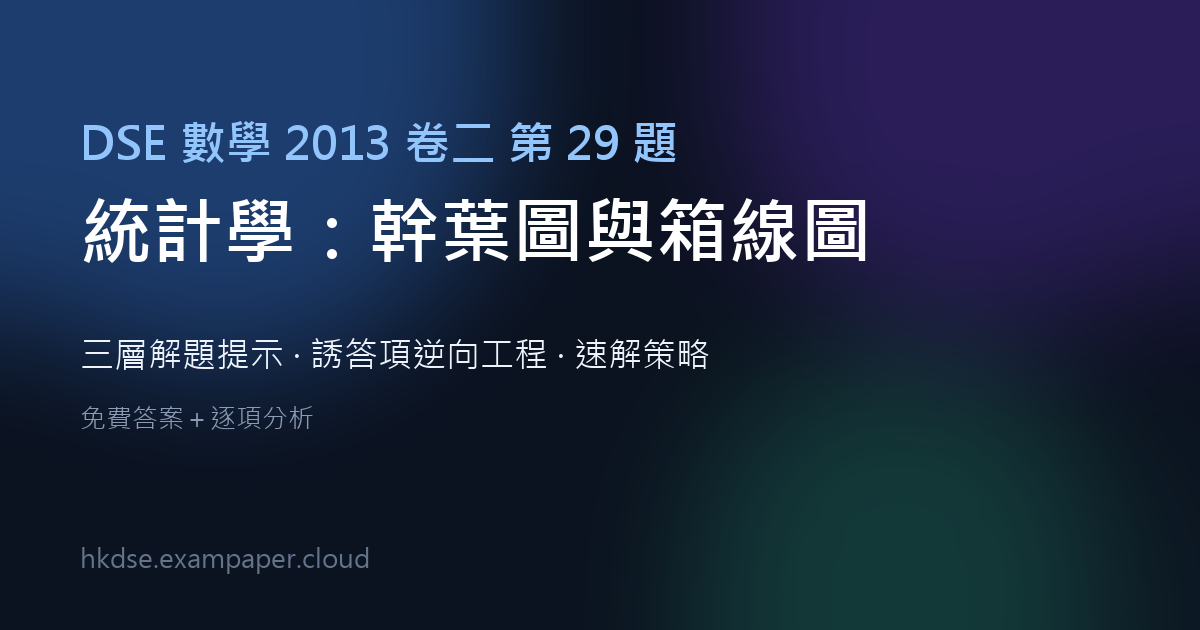 DSE 數學 2013 卷二 第 29 題
統計學：幹葉圖與箱線圖
三層解題提示 · 誘答項逆向工程 · 速解策略
免費答案 + 逐項分析
hkdse.exampaper.cloud